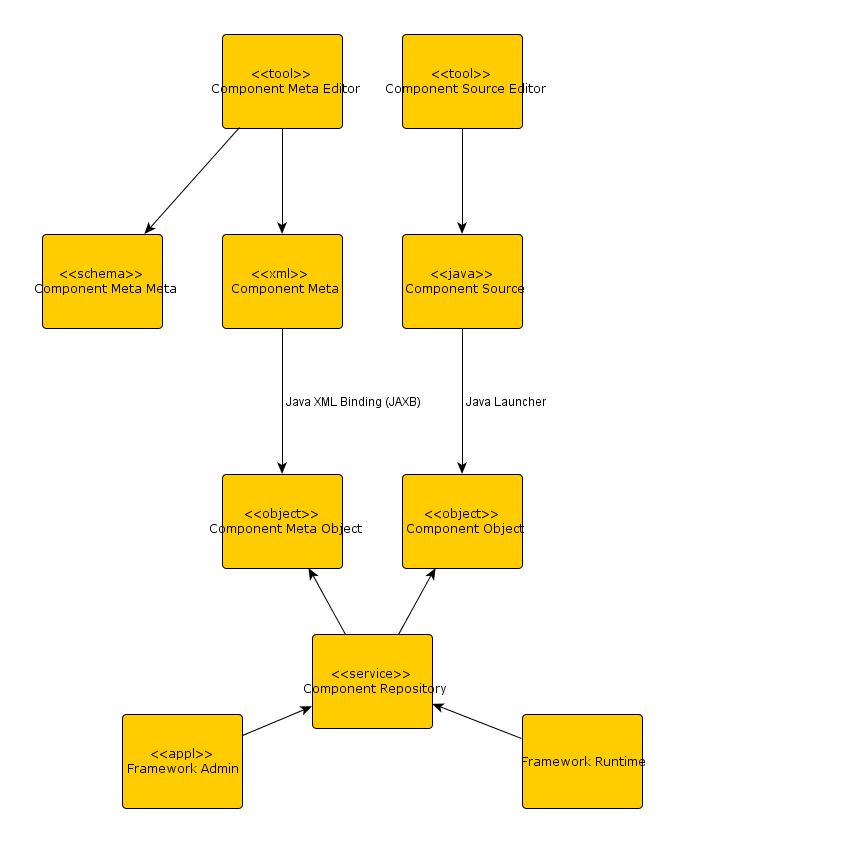 <<tool>>
Component Meta Editor
<<tool>>
Component Source Editor
<<schema>>
Component Meta Meta
<<xml>>
Component Meta
<<java>>
Component Source
Java XML Binding (JAXB)
Java Launcher
<<object>>
Component Meta Object
<<object>>
Component Object
<<service>>
Component Repository
<<appl>>
Framework Admin
Framework Runtime